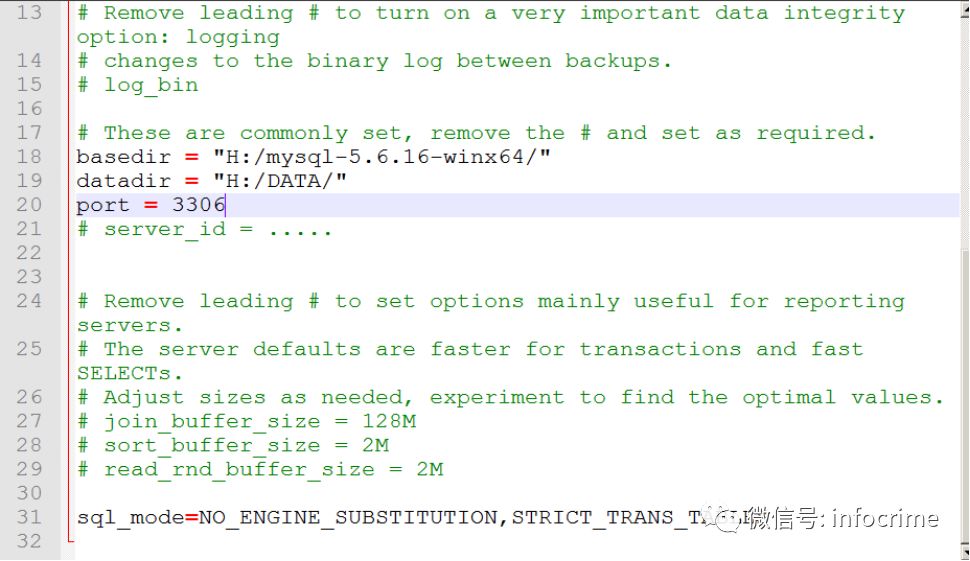 13 # Remove leading # to turn on a very important data integrity
option: logging
14 # changes to the binary log between backups.
15 # log_bin
16
17 # These are commonly set, remove the # and set as required.
18 basedir = "H:/mysql-5.6.16-winx64/"
19 datadir = "H:/DATA/"
20 port = 3306
21 # server_id = .....
22
23
24 # Remove leading # to set options mainly useful for reporting
servers.
25 # The server defaults are faster for transactions and fast
SELECTs.
26 # Adjust sizes as needed, experiment to find the optimal values.
27 # join_buffer_size = 128M
28 # sort_buffer_size = 2M
29 # read_rnd_buffer_size = 2M
30
31 sql_mode=NO_ENGINE_SUBSTITUTION,STRICT_TRANS_TABLES
微信号: infocrime
32